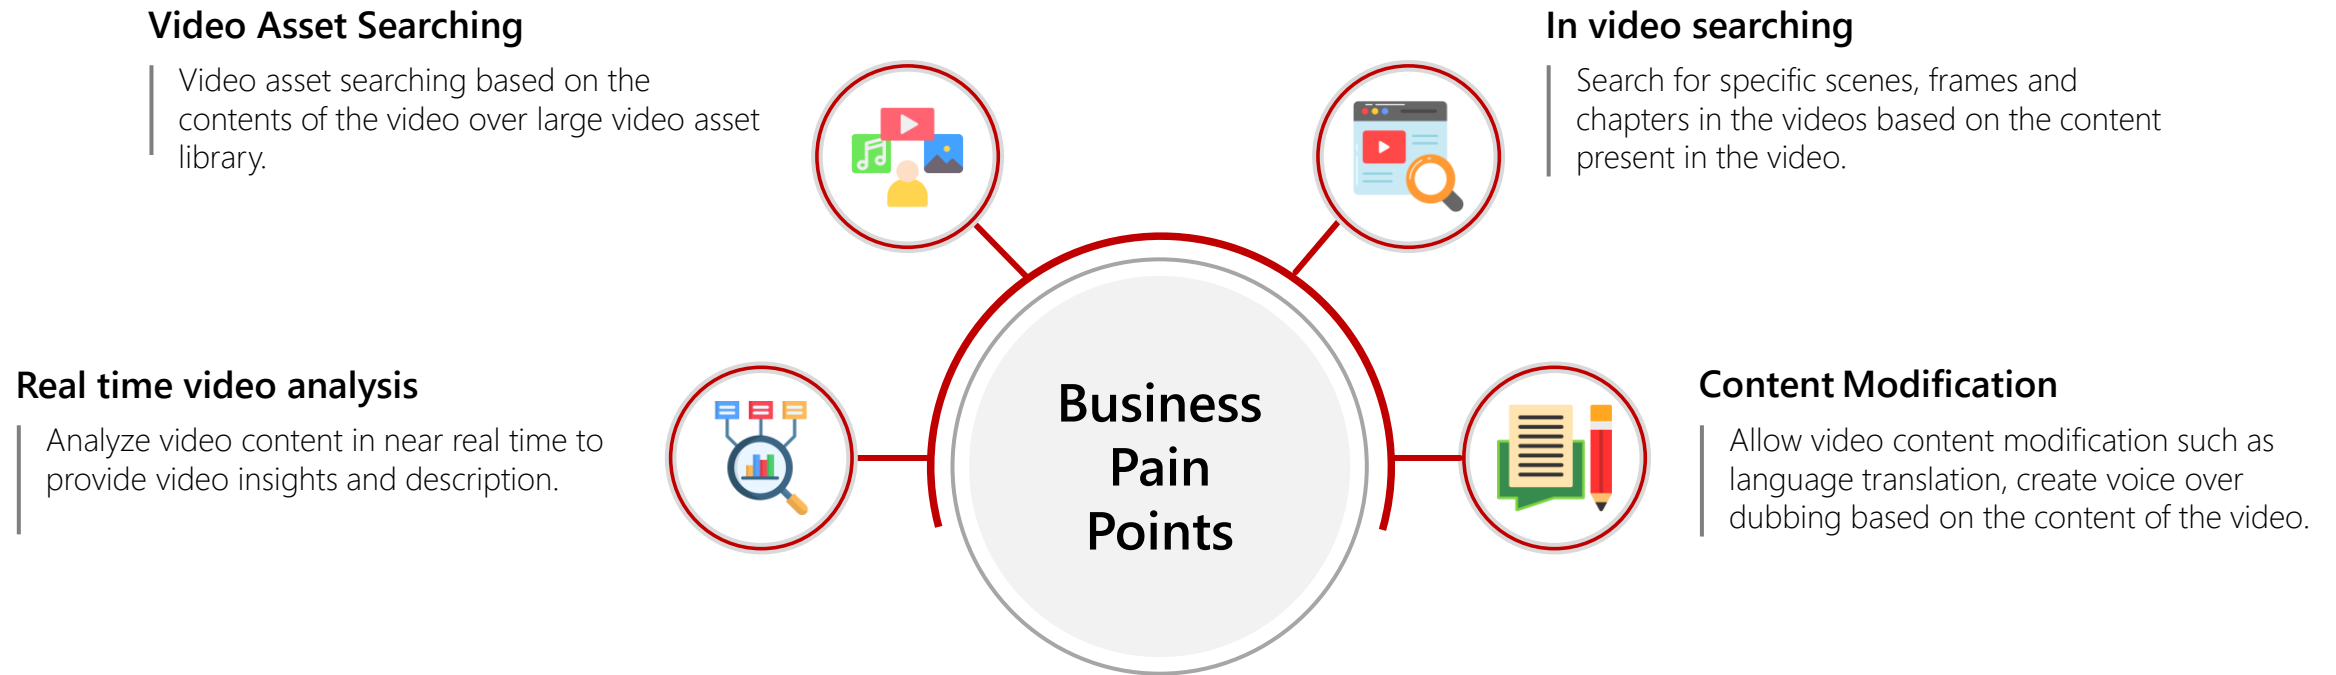 Video Asset Searching
Video asset searching based on the
contents of the video over large video asset
library.
In video searching
Search for specific scenes, frames and
chapters in the videos based on the content
present in the video.
Real time video analysis
Analyze video content in near real time to
provide video insights and description.
Business
Pain
Points
Content Modification
Allow video content modification such as
language translation, create voice over
dubbing based on the content of the video.